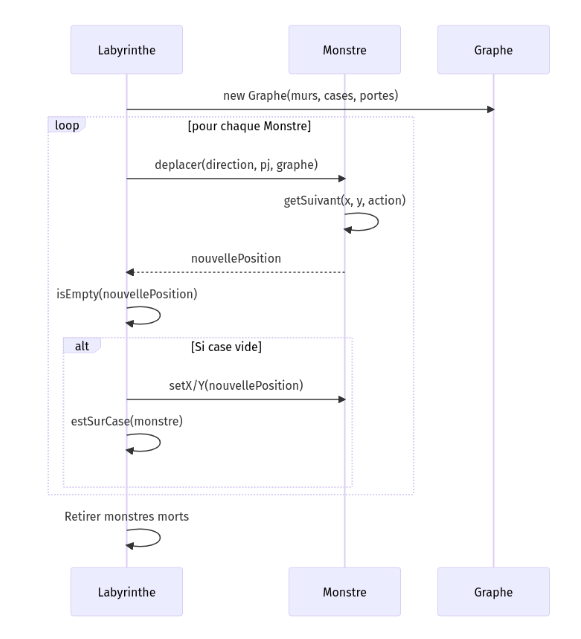 Labyrinthe
Monstre
Graphe
new Graphe(murs, cases, portes)
loop
[pour chaque Monstre]
deplacer(direction, pj, graphe)
getSuivant(x, y, action)
nouvellePosition
isEmpty(nouvellePosition)
alt
[Si case vide]
setX/Y(nouvellePosition)
estSurCase(monstre)
Retirer monstres morts
Labyrinthe
Monstre
Graphe